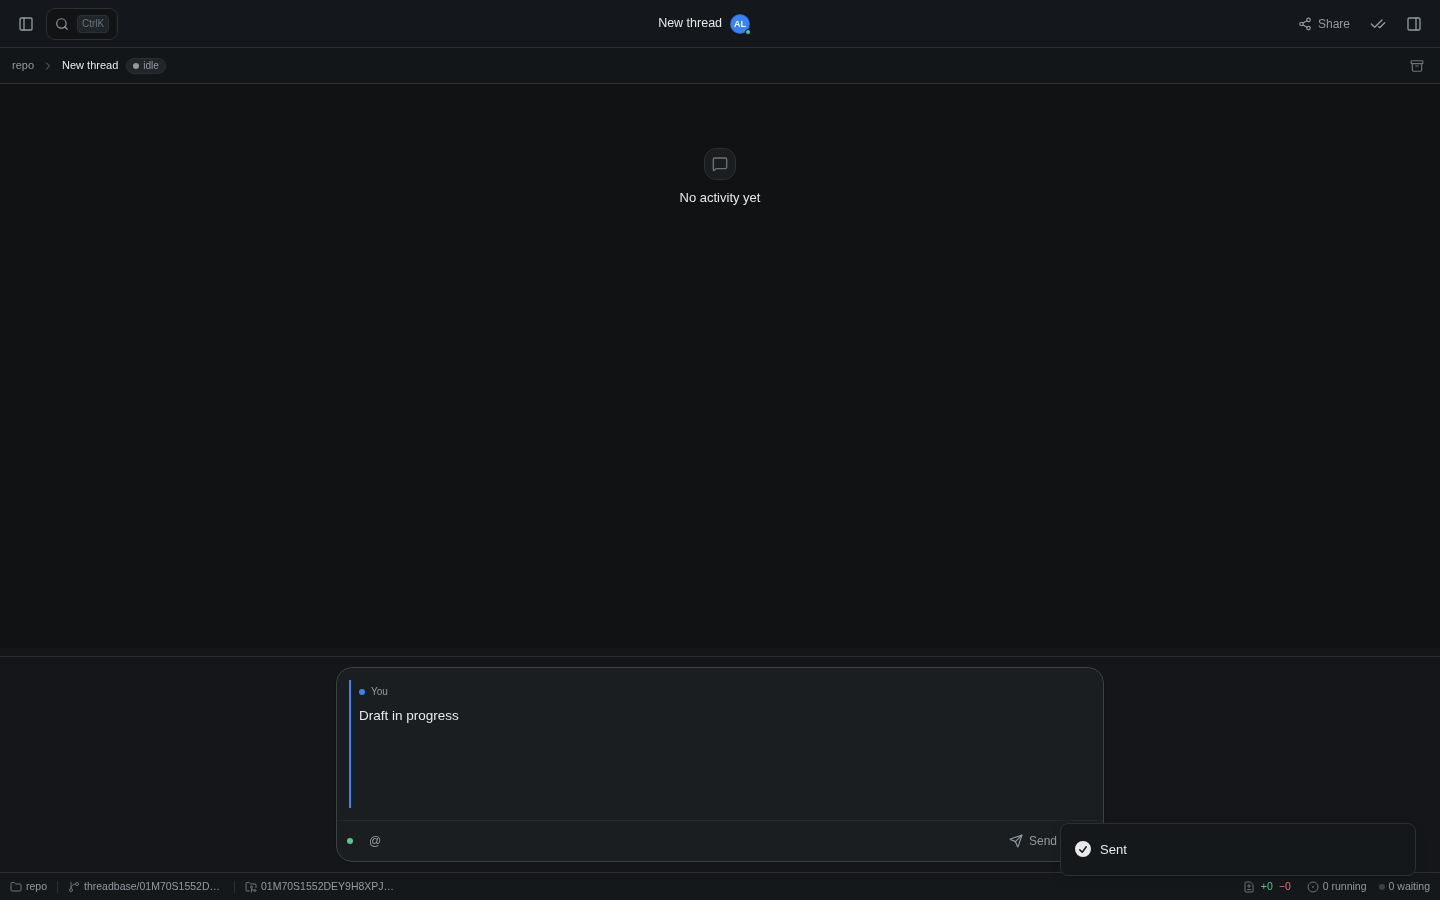 CtrlK
New thread
AL
Share
repo
New thread
idle
No activity yet
You
Draft in progress
@
Send
Sent
repo
threadbase/01M70S1552D…
01M70S1552DEY9H8XPJ…
+0 −0
0 running
0 waiting